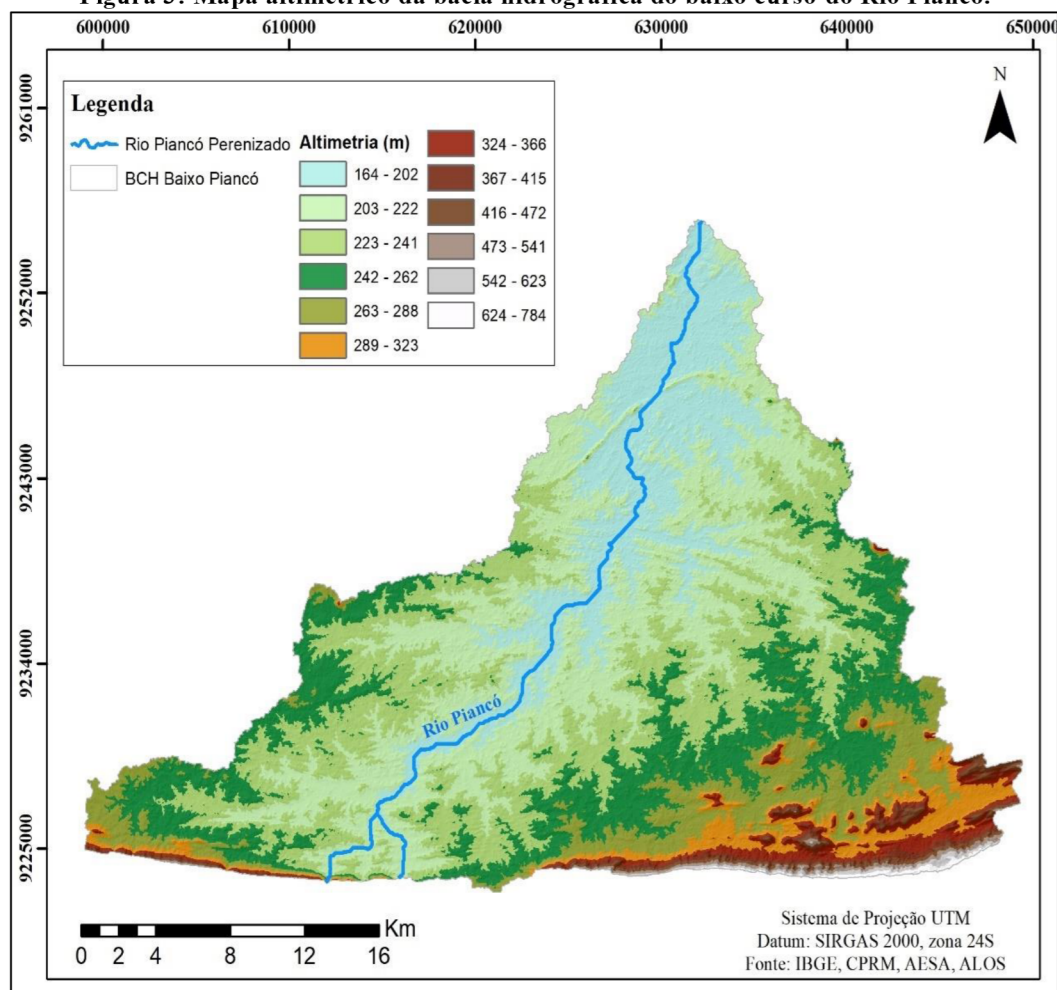 Figura 3: Mapa altimétrico da bacia hidrográfica do baixo curso do Rio Piancó.
600000 610000 620000 630000 640000 650000
9261000
9252000
9243000
9234000
9225000
N
Legenda
Rio Piancó Perenizado
BCH Baixo Piancó
Altimetria (m)
164 - 202
203 - 222
223 - 241
242 - 262
263 - 288
289 - 323
324 - 366
367 - 415
416 - 472
473 - 541
542 - 623
624 - 784
Rio Piancó
Km
0 2 4 8 12 16
Sistema de Projeção UTM
Datum: SIRGAS 2000, zona 24S
Fonte: IBGE, CPRM, AESA, ALOS